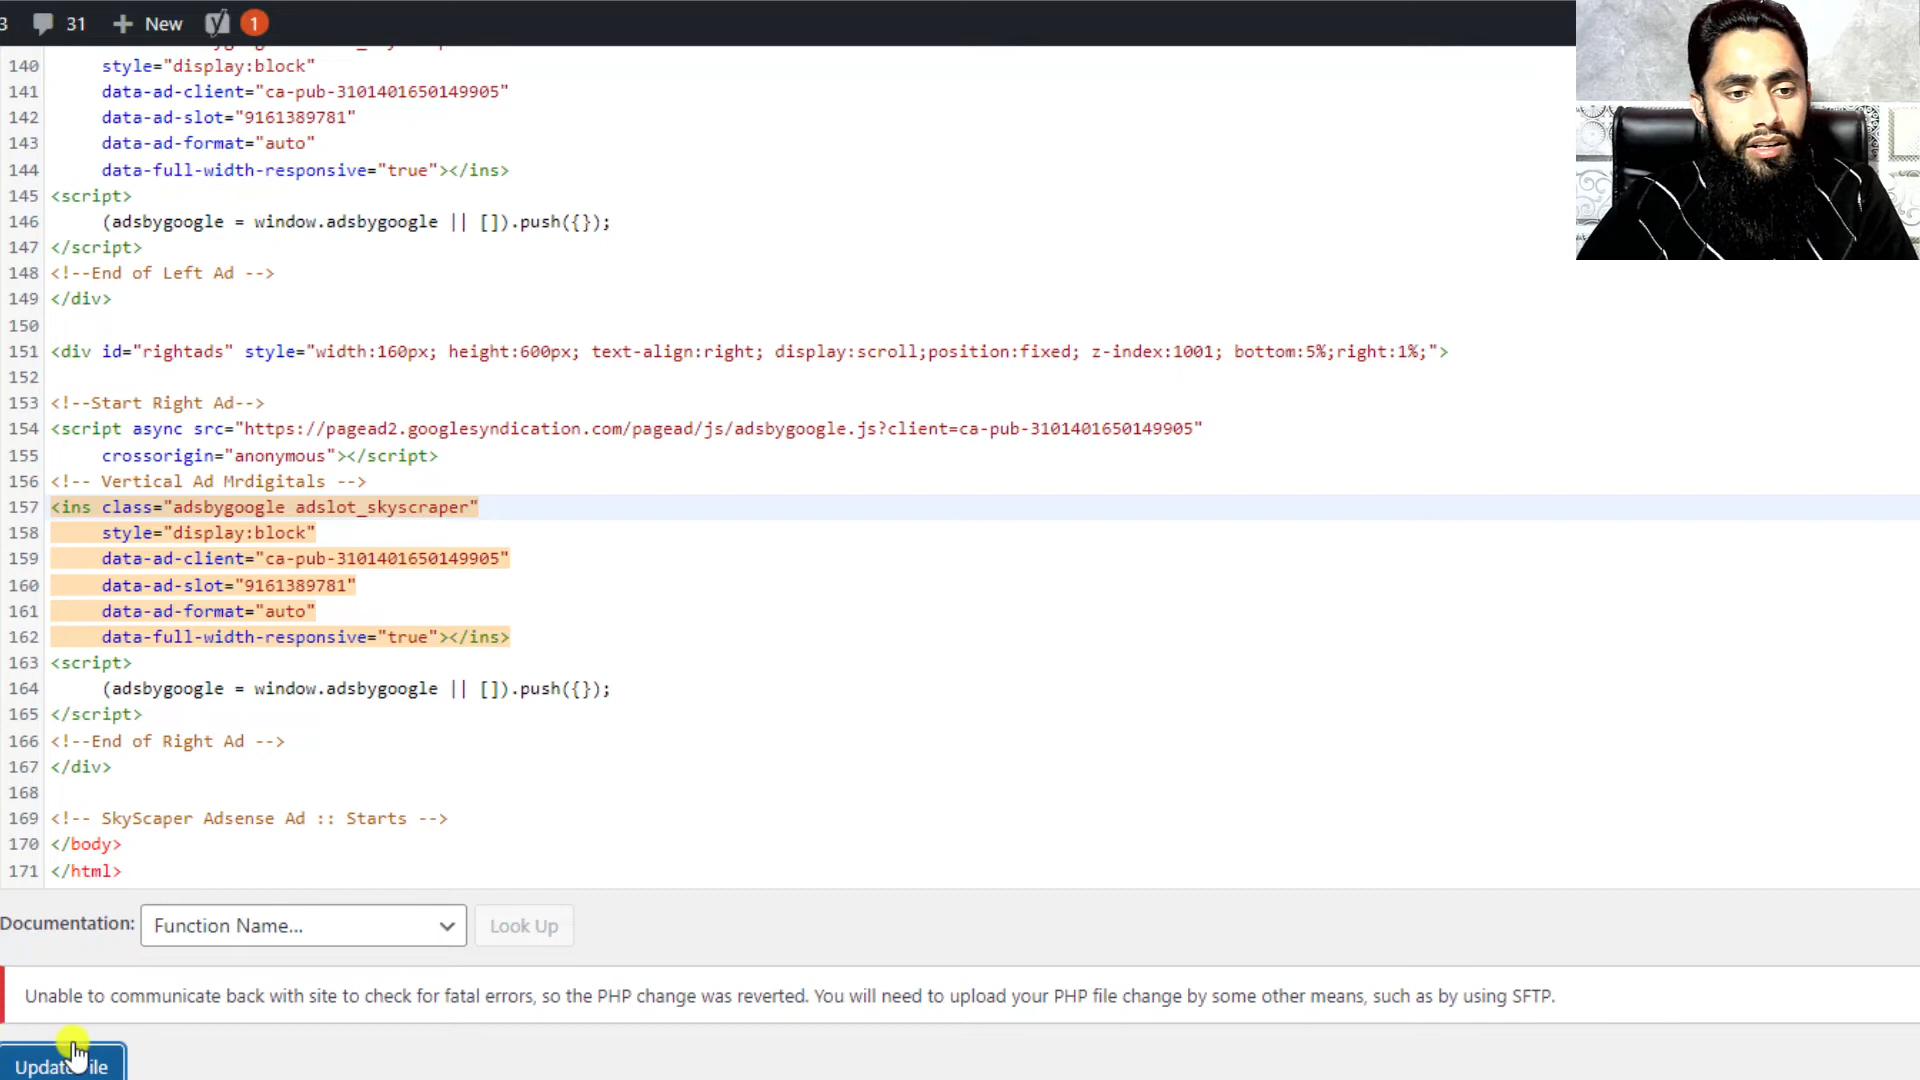 3 31 + New 1
140 style="display:block"
141 data-ad-client="ca-pub-3101401650149905"
142 data-ad-slot="9161389781"
143 data-ad-format="auto"
144 data-full-width-responsive="true"></ins>
145 <script>
146 (adsbygoogle = window.adsbygoogle || []).push({});
147 </script>
148 <!--End of Left Ad -->
149 </div>
150
151 <div id="rightads" style="width:160px; height:600px; text-align:right; display:scroll;position:fixed; z-index:1001; bottom:5%;right:1%;">
152
153 <!--Start Right Ad-->
154 <script async src="https://pagead2.googlesyndication.com/pagead/js/adsbygoogle.js?client=ca-pub-3101401650149905"
155 crossorigin="anonymous"></script>
156 <!-- Vertical Ad Mrdigitals -->
157 <ins class="adsbygoogle adslot_skyscraper"
158 style="display:block"
159 data-ad-client="ca-pub-3101401650149905"
160 data-ad-slot="9161389781"
161 data-ad-format="auto"
162 data-full-width-responsive="true"></ins>
163 <script>
164 (adsbygoogle = window.adsbygoogle || []).push({});
165 </script>
166 <!--End of Right Ad -->
167 </div>
168
169 <!-- SkyScaper Adsense Ad :: Starts -->
170 </body>
171 </html>
Documentation: Function Name... Look Up
Unable to communicate back with site to check for fatal errors, so the PHP change was reverted. You will need to upload your PHP file change by some other means, such as by using SFTP.
Update File